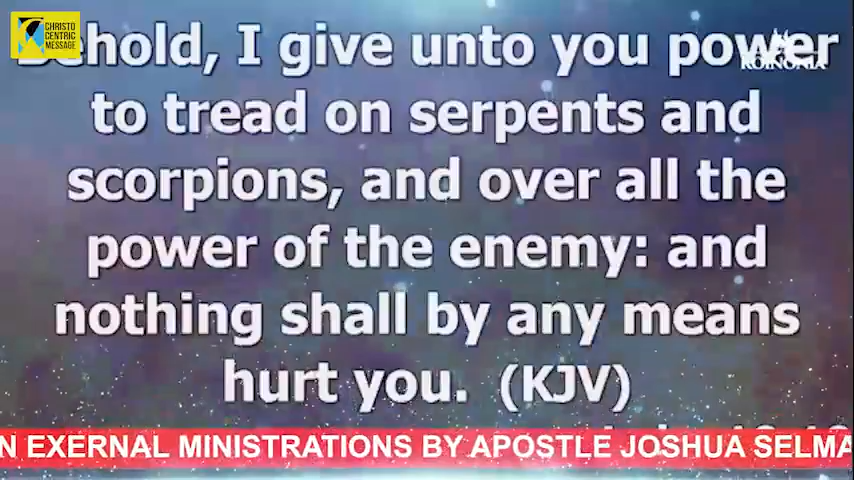 CHRISTO
CENTRIC
MESSAGE
KOINONIA
Behold, I give unto you power
to tread on serpents and
scorpions, and over all the
power of the enemy: and
nothing shall by any means
hurt you. (KJV)
N EXERNAL MINISTRATIONS BY APOSTLE JOSHUA SELMA